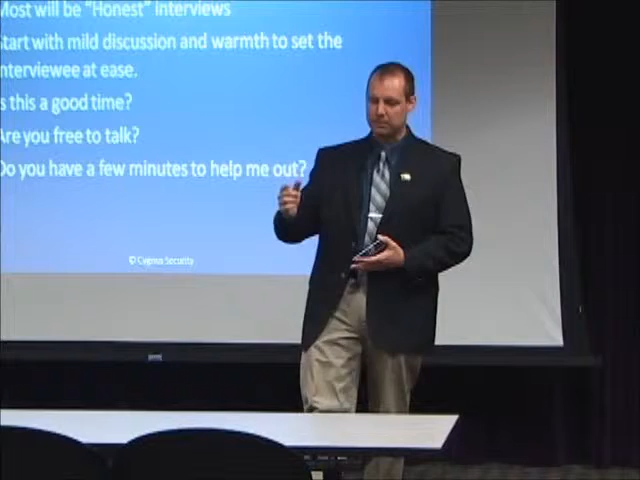 Most will be "Honest" interviews
Start with mild discussion and warmth to set the
interviewee at ease.
Is this a good time?
Are you free to talk?
Do you have a few minutes to help me out?
© Cygnus Security